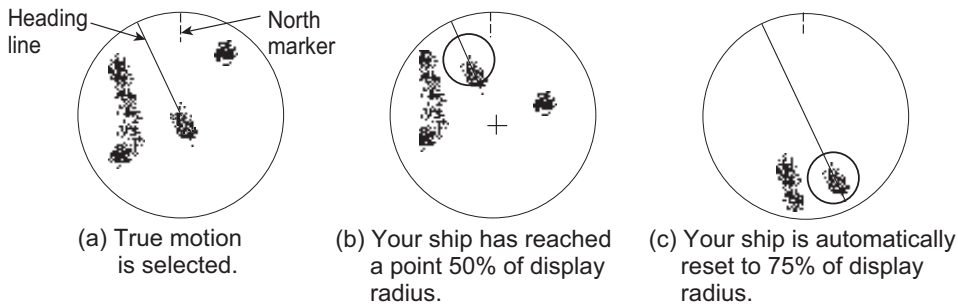 Heading
line
North
marker
(a) True motion
is selected.
(b) Your ship has reached
a point 50% of display
radius.
(c) Your ship is automatically
reset to 75% of display
radius.